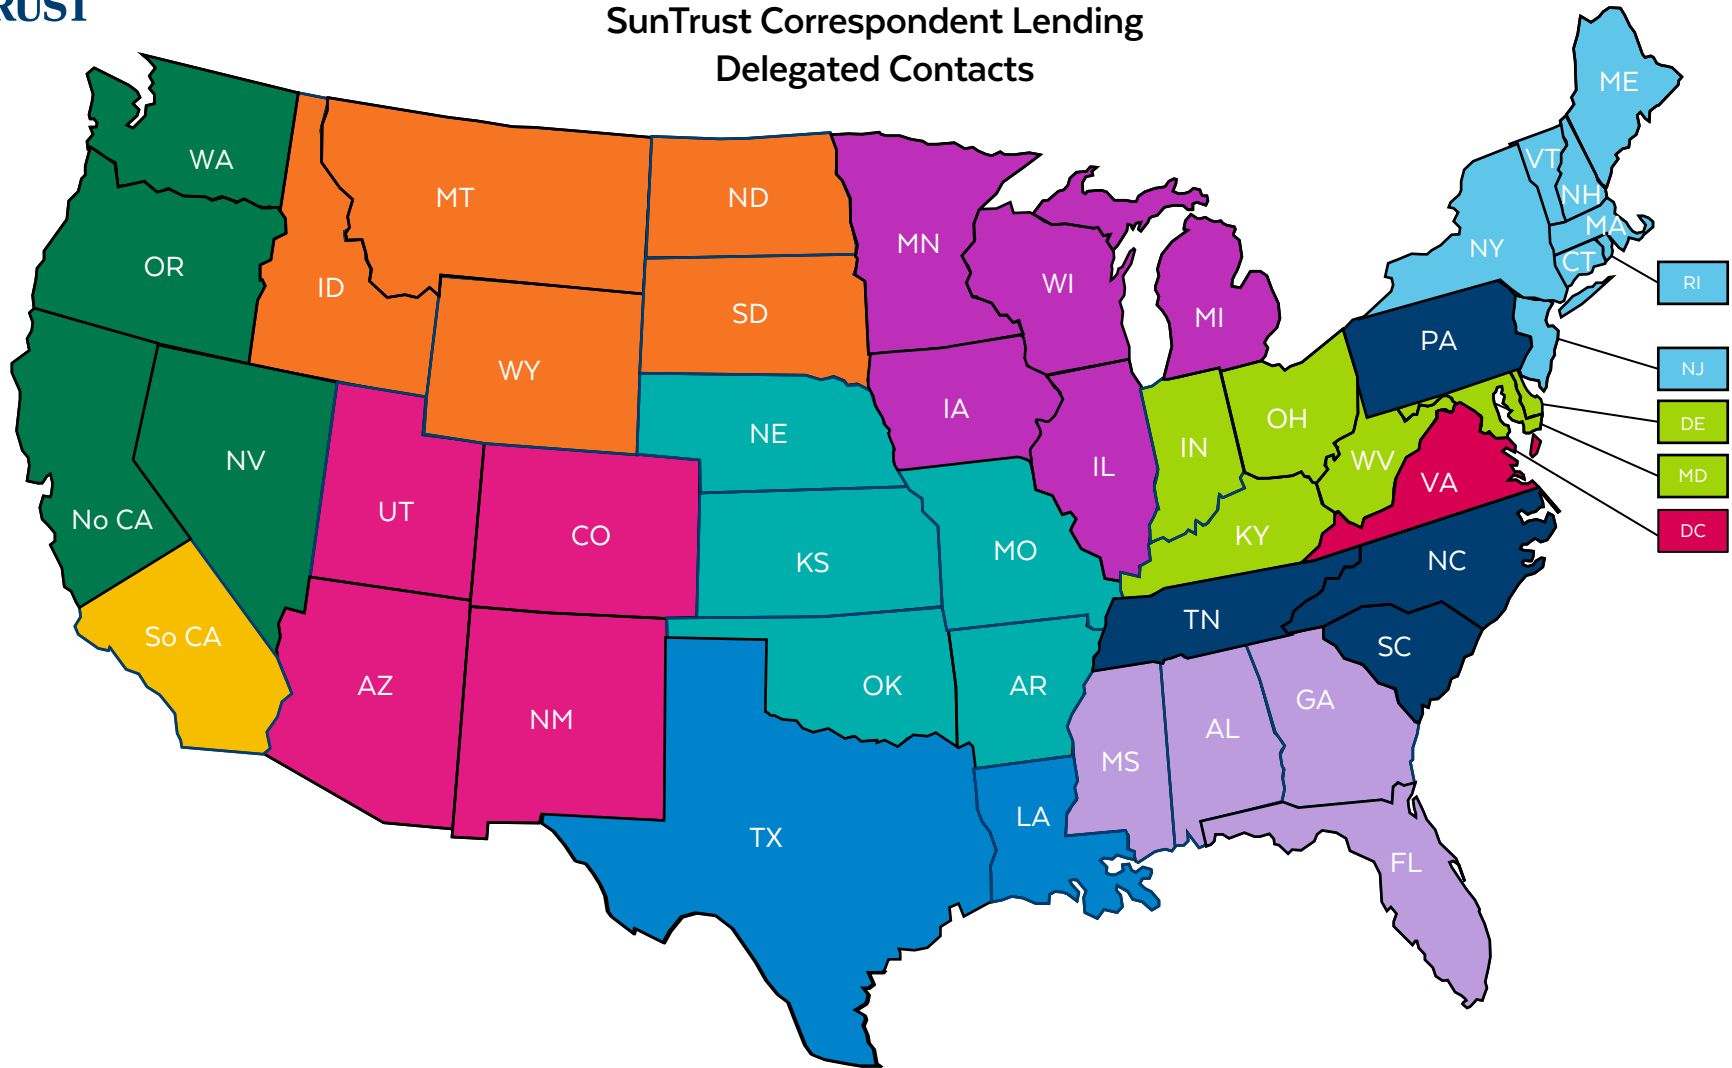 RUST
SunTrust Correspondent Lending
Delegated Contacts
ME
WA
VT
MT
ND
NH
MA
MN
NY
OR
CT
WI
RI
ID
SD
MI
PA
WY
NJ
IA
OH
NE
DE
IN
NV
WV
IL
MD
VA
UT
No CA
CO
KY
DC
MO
KS
NC
TN
So CA
SC
AZ
OK
AR
GA
NM
AL
MS
LA
TX
FL